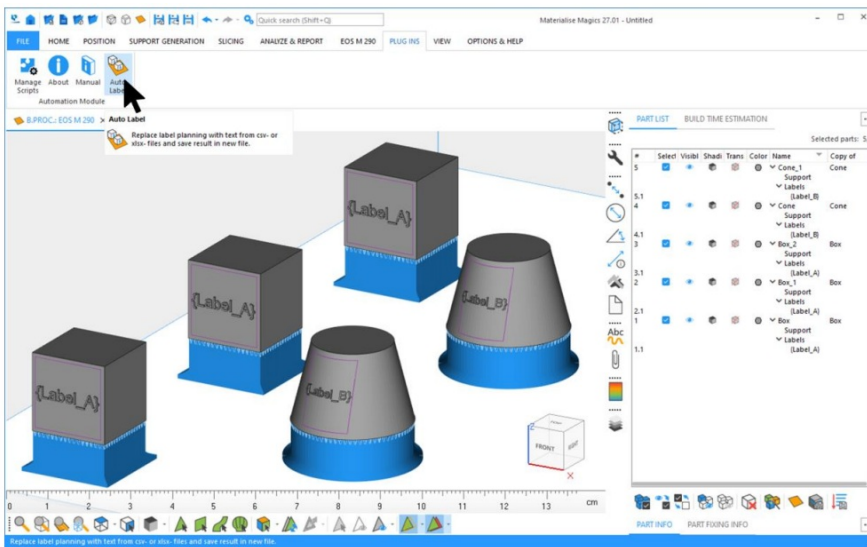 Quick search (Shift+Q)
Materialise Magics 27.01 - Untitled
FILE HOME POSITION SUPPORT GENERATION SLICING ANALYZE & REPORT EOS M 290 PLUG INS VIEW OPTIONS & HELP
Manage Scripts About Manual Auto Label
Automation Module
B.PROC.: EOS M 290 ×
Auto Label
Replace label planning with text from csv- or
xlsx- files and save result in new file.
{Label_A}
{Label_A}
{Label_B}
{Label_A}
{Label_B}
Z FRONT X
0 1 2 3 4 5 6 7 8 9 10 11 12 13 cm
Abc
PART LIST BUILD TIME ESTIMATION
Selected parts: 5
# Select Visibl Shadi Trans Color Name Copy of
5 Cone_1 Cone
Support
Labels
5.1 {Label_B}
4 Cone Cone
Support
Labels
4.1 {Label_B}
3 Box_2 Box
Support
Labels
3.1 {Label_A}
2 Box_1 Box
Support
Labels
2.1 {Label_A}
1 Box Box
Support
Labels
1.1 {Label_A}
PART INFO PART FIXING INFO
Replace label planning with text from csv- or xlsx- files and save result in new file.